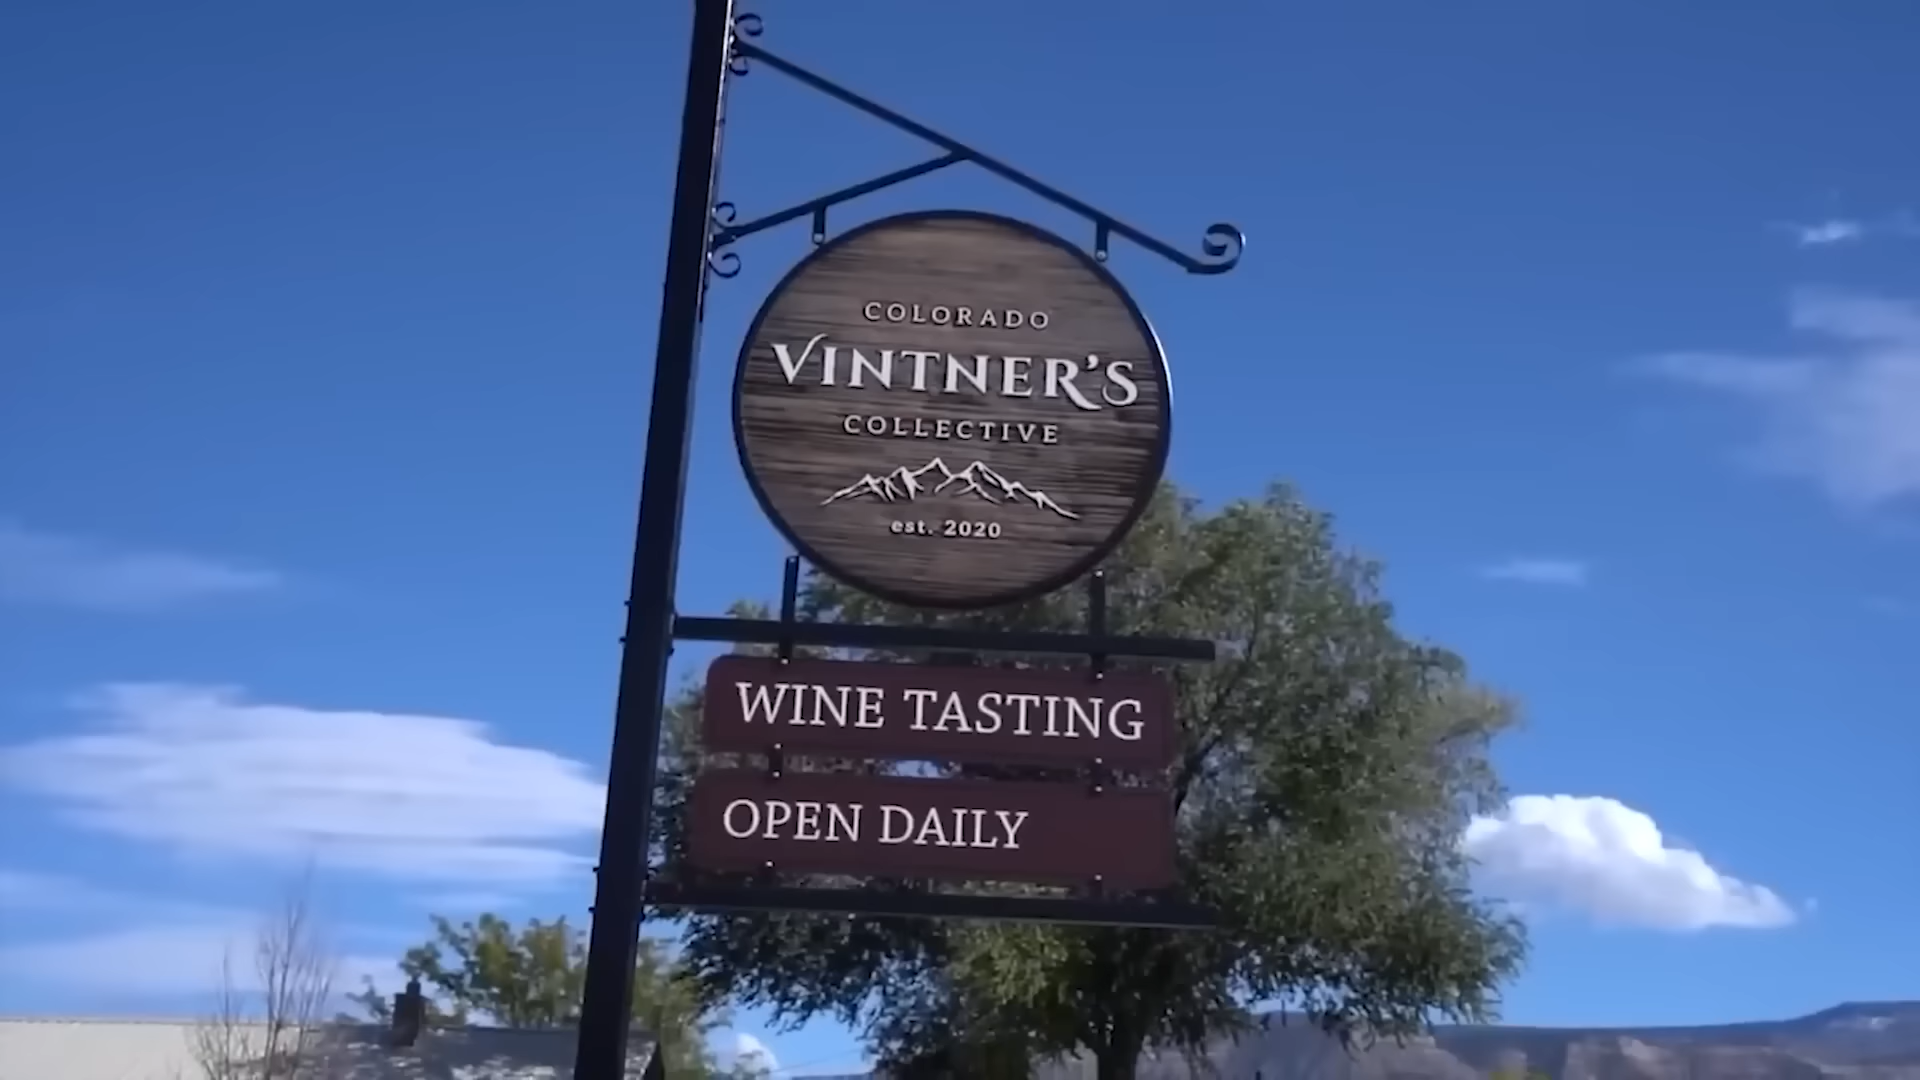 COLORADO
VINTNER'S
COLLECTIVE
est. 2020
WINE TASTING
OPEN DAILY